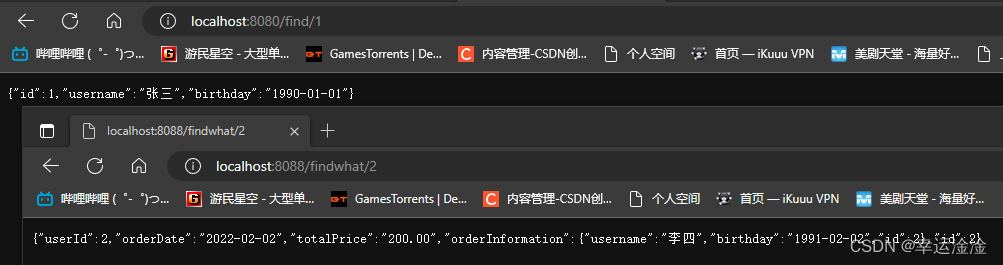 localhost:8080/find/1
哔哩哔哩 (゜-゜)つ... 游民星空 - 大型单... GamesTorrents | De... 内容管理-CSDN创... 个人空间 首页 — iKuuu VPN 美剧天堂 - 海量好...
{"id":1,"username":"张三","birthday":"1990-01-01"}
localhost:8088/findwhat/2
localhost:8088/findwhat/2
哔哩哔哩 (゜-゜)つ... 游民星空 - 大型单... GamesTorrents | De... 内容管理-CSDN创... 个人空间 首页 — iKuuu VPN 美剧天堂 - 海量好...
{"userId":2,"orderDate":"2022-02-02","totalPrice":"200.00","orderInformation":{"username":"李四","birthday":"1991-02-02","id":2},"id":2}
CSDN @幸运淦淦